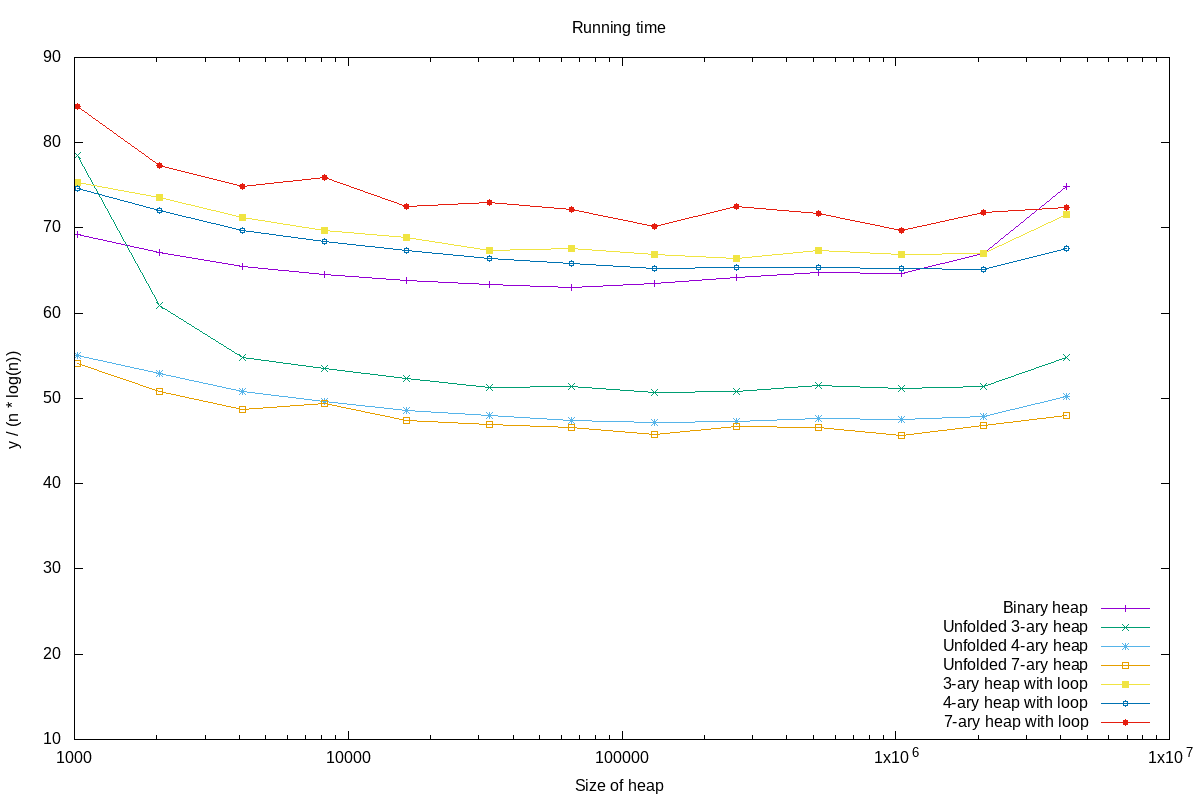 Running time
90
80
70
60
50
40
30
20
10
y / (n * log(n))
1000
10000
100000
1x10^6
1x10^7
Size of heap
Binary heap
Unfolded 3-ary heap
Unfolded 4-ary heap
Unfolded 7-ary heap
3-ary heap with loop
4-ary heap with loop
7-ary heap with loop